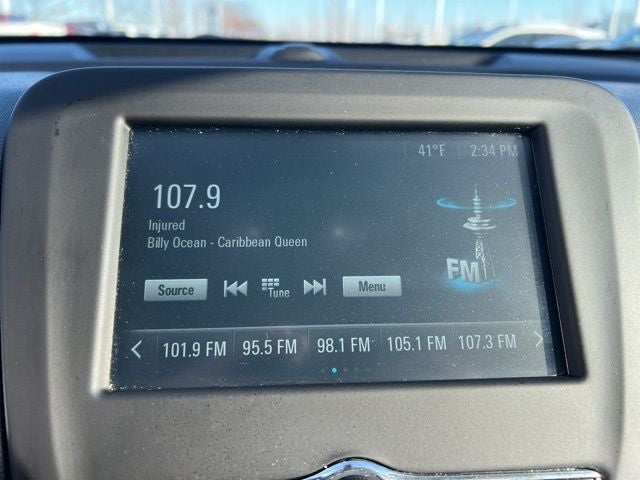 41°F 2:34 PM
107.9
Injured
Billy Ocean - Caribbean Queen
FM
Source Tune Menu
101.9 FM 95.5 FM 98.1 FM 105.1 FM 107.3 FM